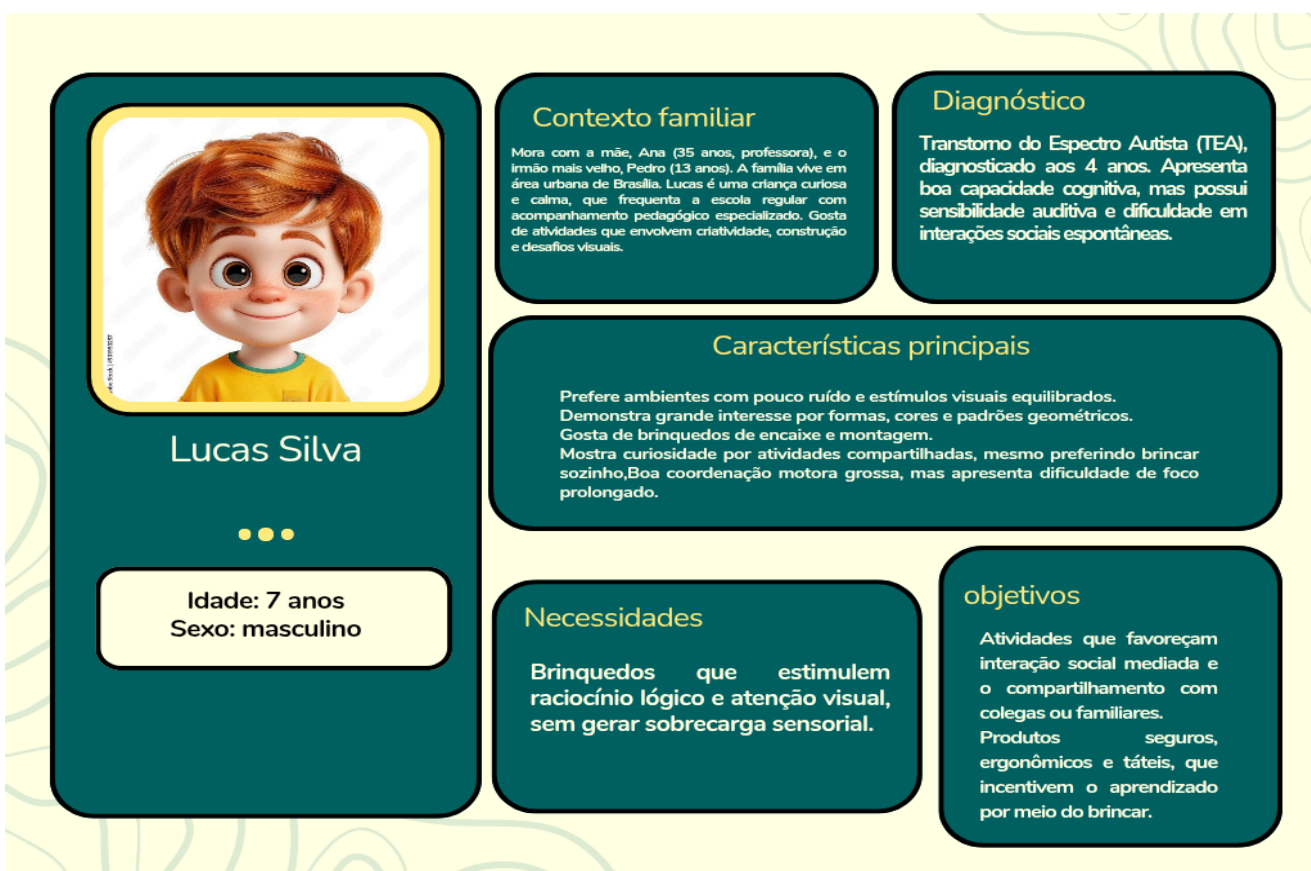 Lucas Silva
Idade: 7 anos
Sexo: masculino
Contexto familiar
Mora com a mãe, Ana (35 anos, professora), e o
irmão mais velho, Pedro (13 anos). A família vive em
área urbana de Brasília. Lucas é uma criança curiosa
e calma, que frequenta a escola regular com
acompanhamento pedagógico especializado. Gosta
de atividades que envolvem criatividade, construção
e desafios visuais.
Diagnóstico
Transtorno do Espectro Autista (TEA),
diagnosticado aos 4 anos. Apresenta
boa capacidade cognitiva, mas possui
sensibilidade auditiva e dificuldade em
interações sociais espontâneas.
Características principais
Prefere ambientes com pouco ruído e estímulos visuais equilibrados.
Demonstra grande interesse por formas, cores e padrões geométricos.
Gosta de brinquedos de encaixe e montagem.
Mostra curiosidade por atividades compartilhadas, mesmo preferindo brincar
sozinho,Boa coordenação motora grossa, mas apresenta dificuldade de foco
prolongado.
Necessidades
Brinquedos que estimulem
raciocínio lógico e atenção visual,
sem gerar sobrecarga sensorial.
objetivos
Atividades que favoreçam
interação social mediada e
o compartilhamento com
colegas ou familiares.
Produtos seguros,
ergonômicos e táteis, que
incentivem o aprendizado
por meio do brincar.